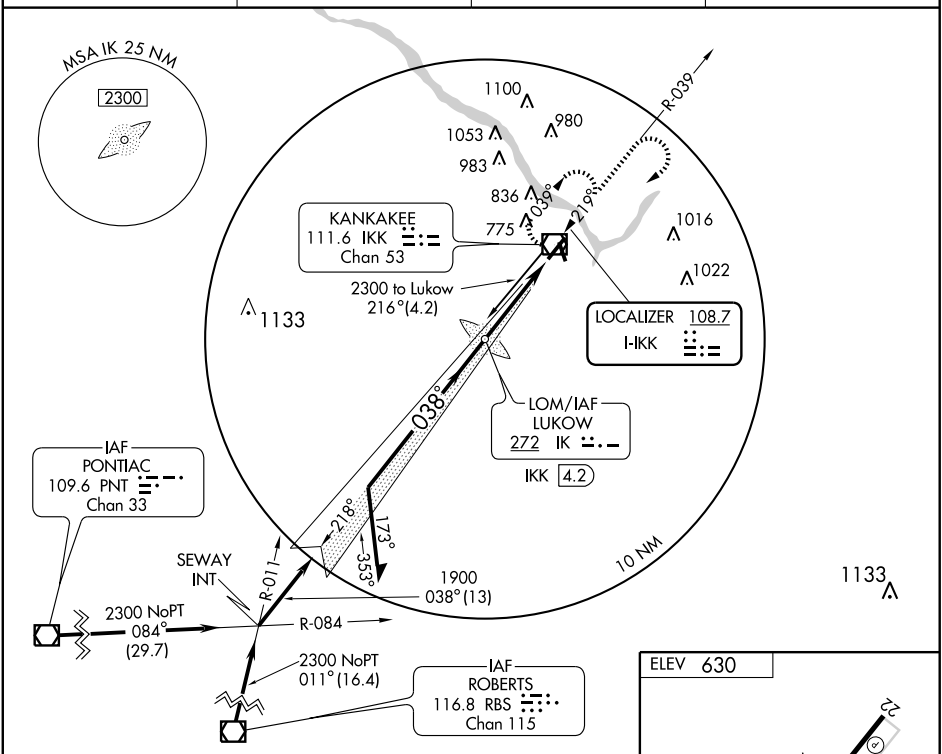 MSA IK 25 NM
2300
1100
980
1053
983
836
775
R-039
039°
219°
1016
1022
KANKAKEE
111.6 IKK
Chan 53
2300 to Lukow
216° (4.2)
1133
LOCALIZER 108.7
I-IKK
038°
LOM/IAF
LUKOW
272 IK
IKK 4.2
IAF
PONTIAC
109.6 PNT
Chan 33
218°
173°
353°
10 NM
SEWAY
INT
R-011
1900
038° (13)
1133
2300 NoPT
084°
(29.7)
R-084
2300 NoPT
011° (16.4)
IAF
ROBERTS
116.8 RBS
Chan 115
ELEV 630
22
P